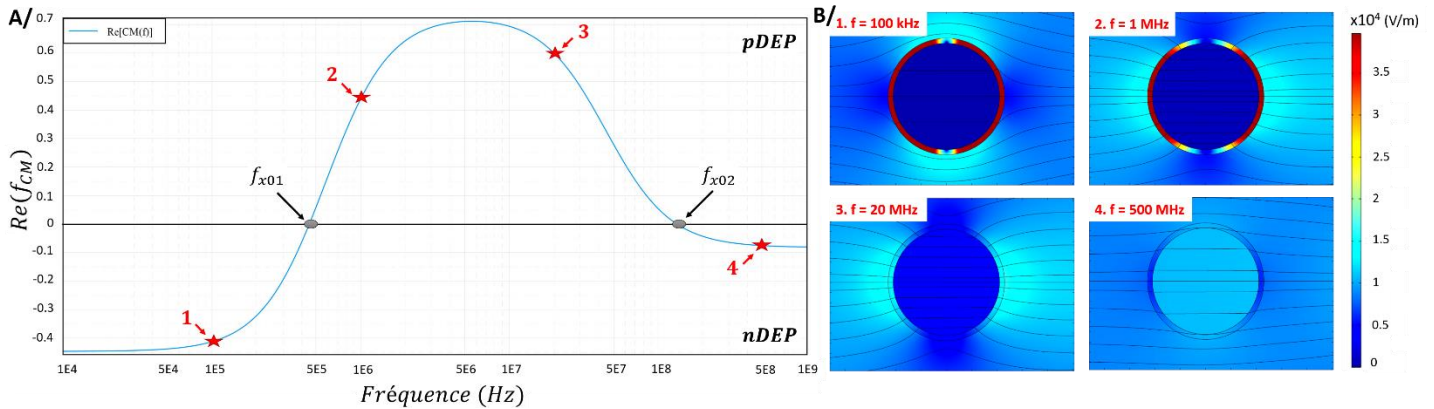 A/
Re[CM(f)]
pDEP
nDEP
Re(f_CM)
0.7
0.6
0.5
0.4
0.3
0.2
0.1
0
-0.1
-0.2
-0.3
-0.4
1
2
3
4
f_x01
f_x02
1E4
5E4
1E5
5E5
1E6
5E6
1E7
5E7
1E8
5E8
1E9
Fréquence (Hz)
B/
1. f = 100 kHz
2. f = 1 MHz
3. f = 20 MHz
4. f = 500 MHz
x10⁴ (V/m)
3.5
3
2.5
2
1.5
1
0.5
0